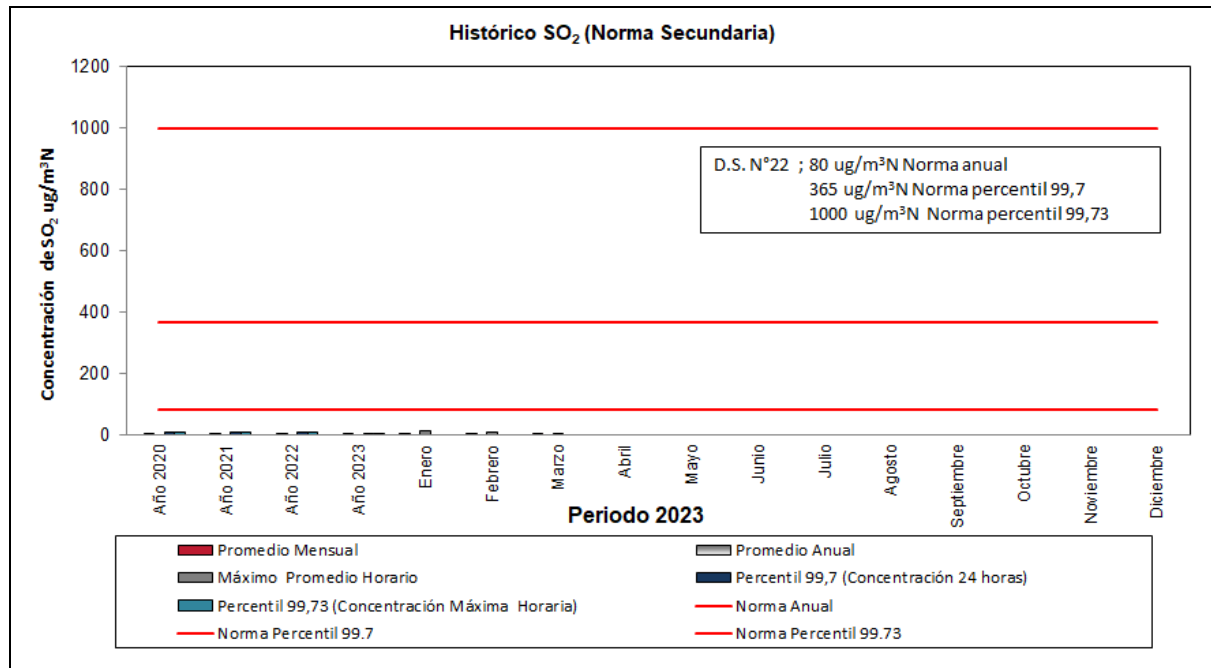 Histórico SO₂ (Norma Secundaria)
Concentración de SO₂ ug/m³N
1200
1000
800
600
400
200
0
D.S. N°22 ; 80 ug/m³N Norma anual
365 ug/m³N Norma percentil 99,7
1000 ug/m³N Norma percentil 99,73
Año 2020
Año 2021
Año 2022
Año 2023
Enero
Febrero
Marzo
Abril
Mayo
Junio
Julio
Agosto
Septiembre
Octubre
Noviembre
Diciembre
Periodo 2023
Promedio Mensual
Promedio Anual
Máximo Promedio Horario
Percentil 99,7 (Concentración 24 horas)
Percentil 99,73 (Concentración Máxima Horaria)
Norma Anual
Norma Percentil 99.7
Norma Percentil 99.73